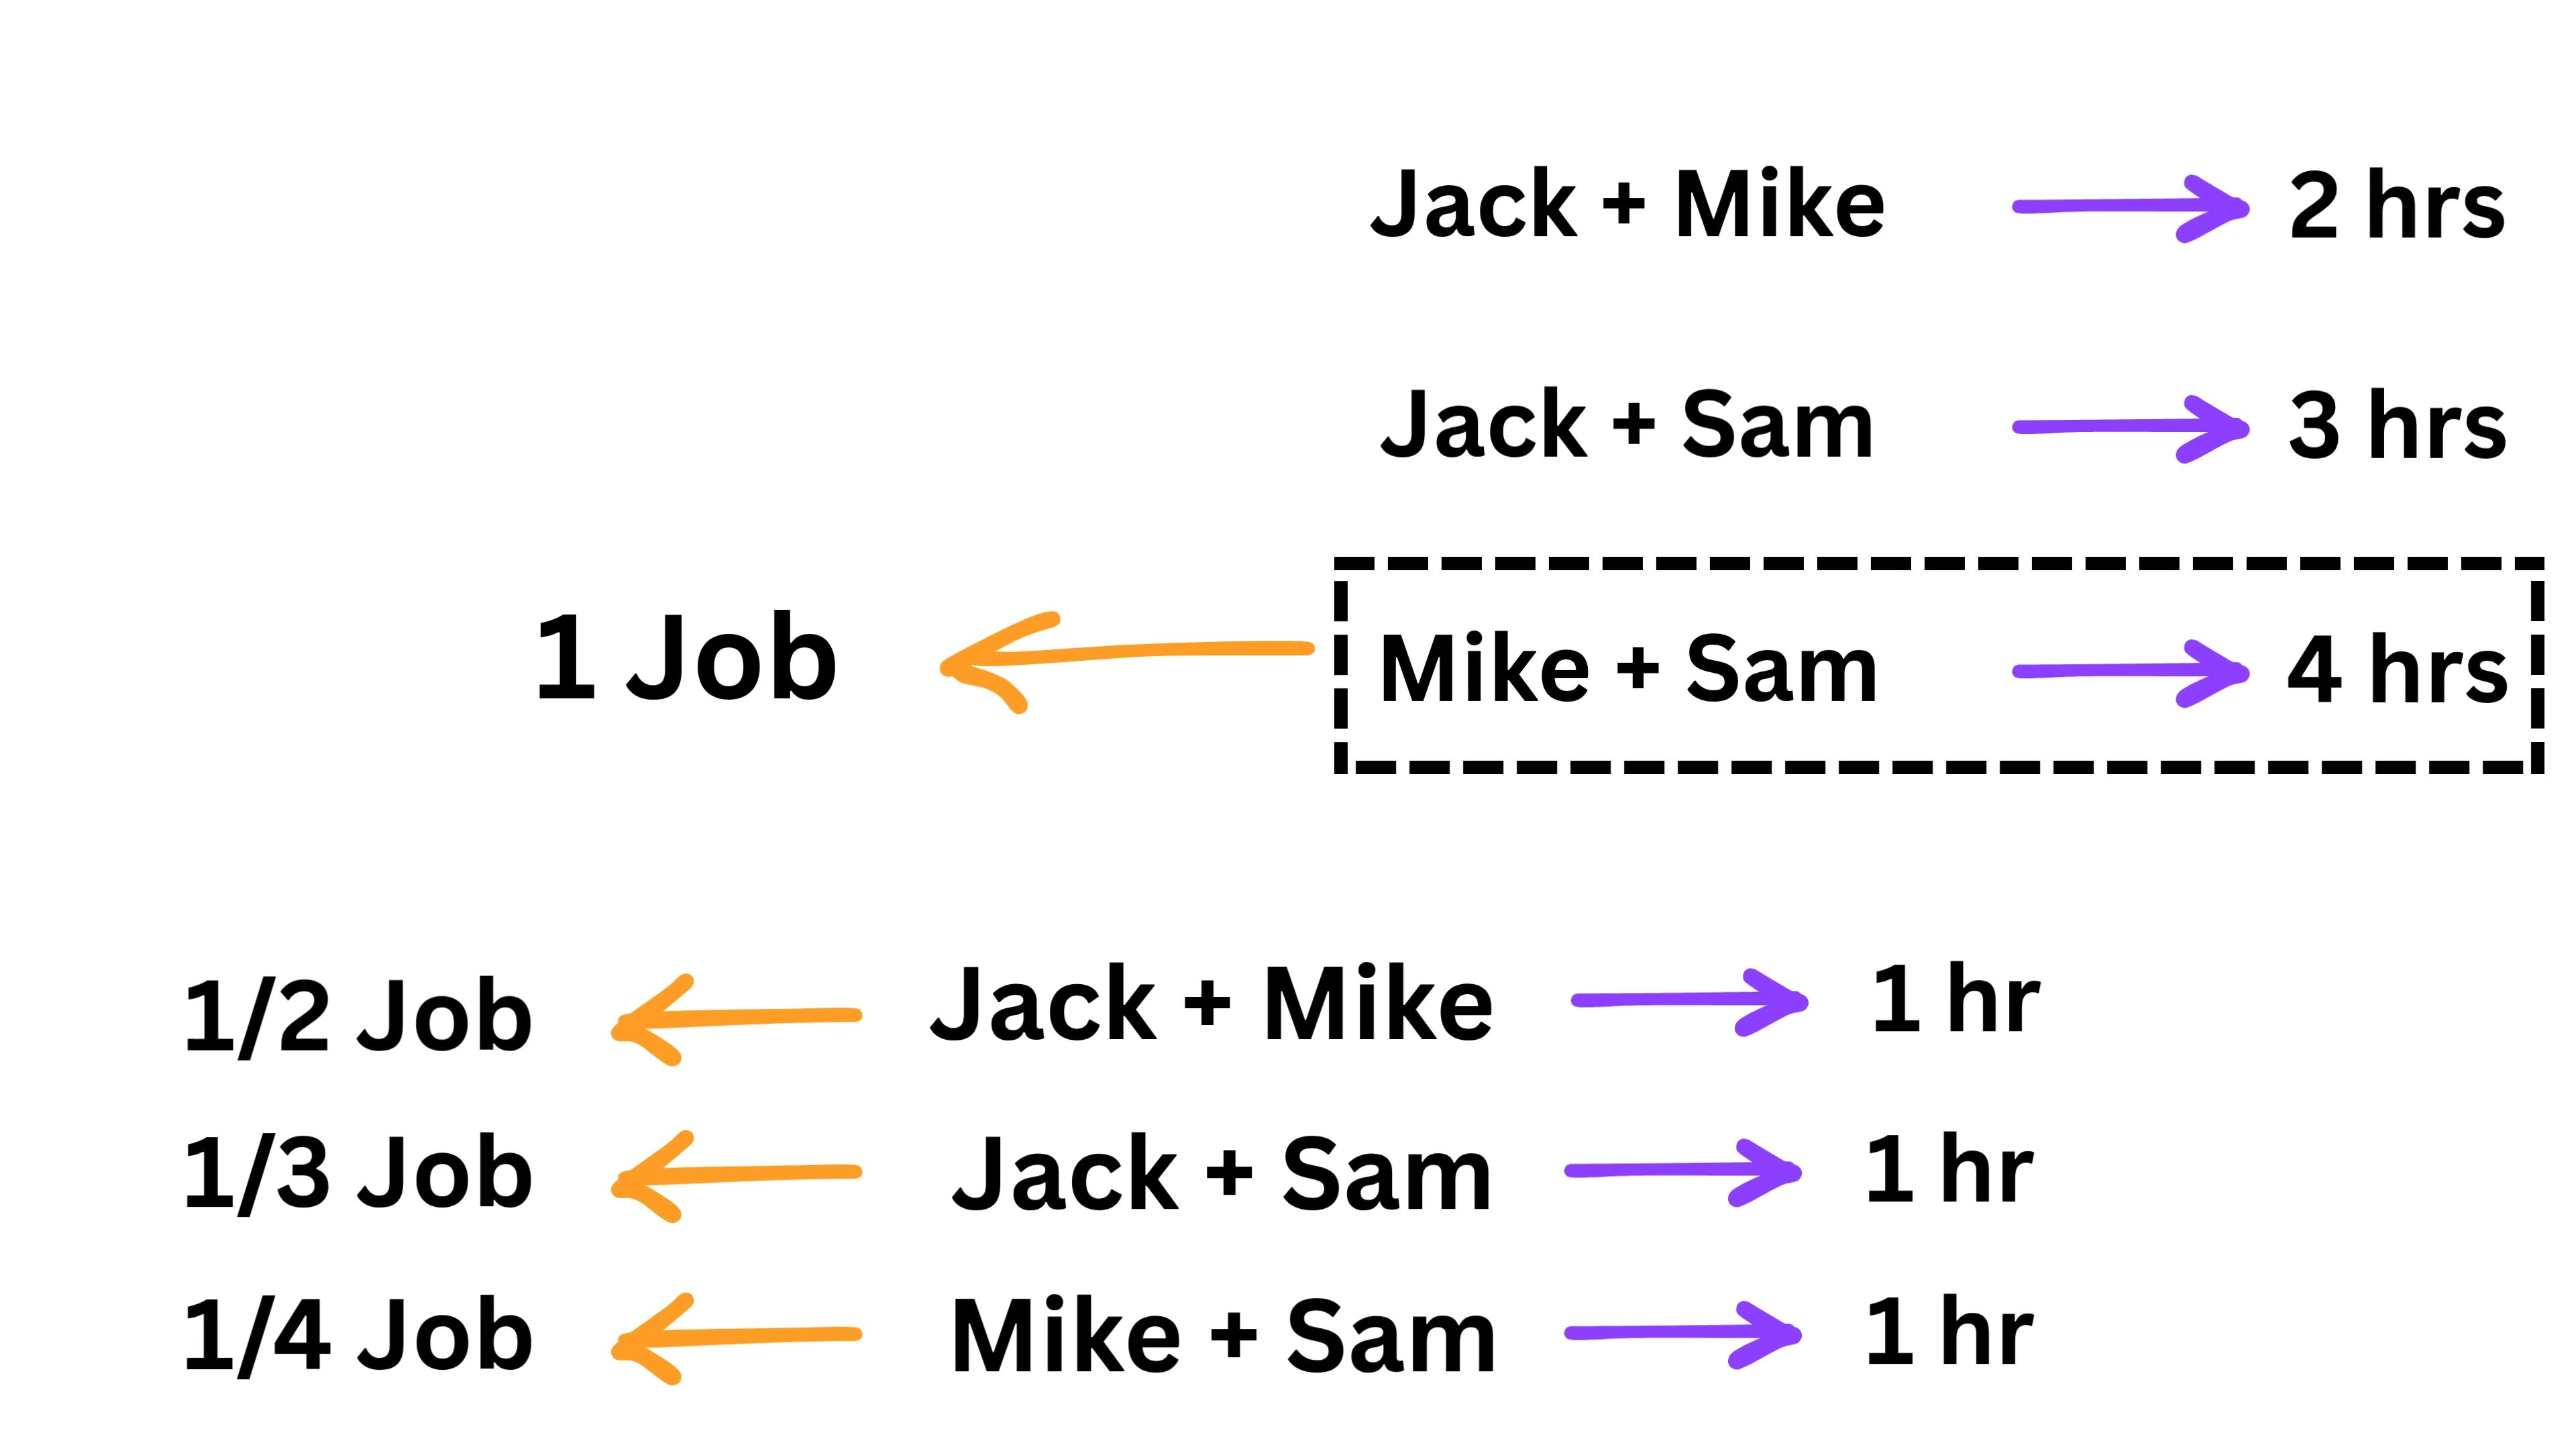 Jack + Mike 2 hrs
Jack + Sam 3 hrs
1 Job Mike + Sam 4 hrs
1/2 Job Jack + Mike 1 hr
1/3 Job Jack + Sam 1 hr
1/4 Job Mike + Sam 1 hr